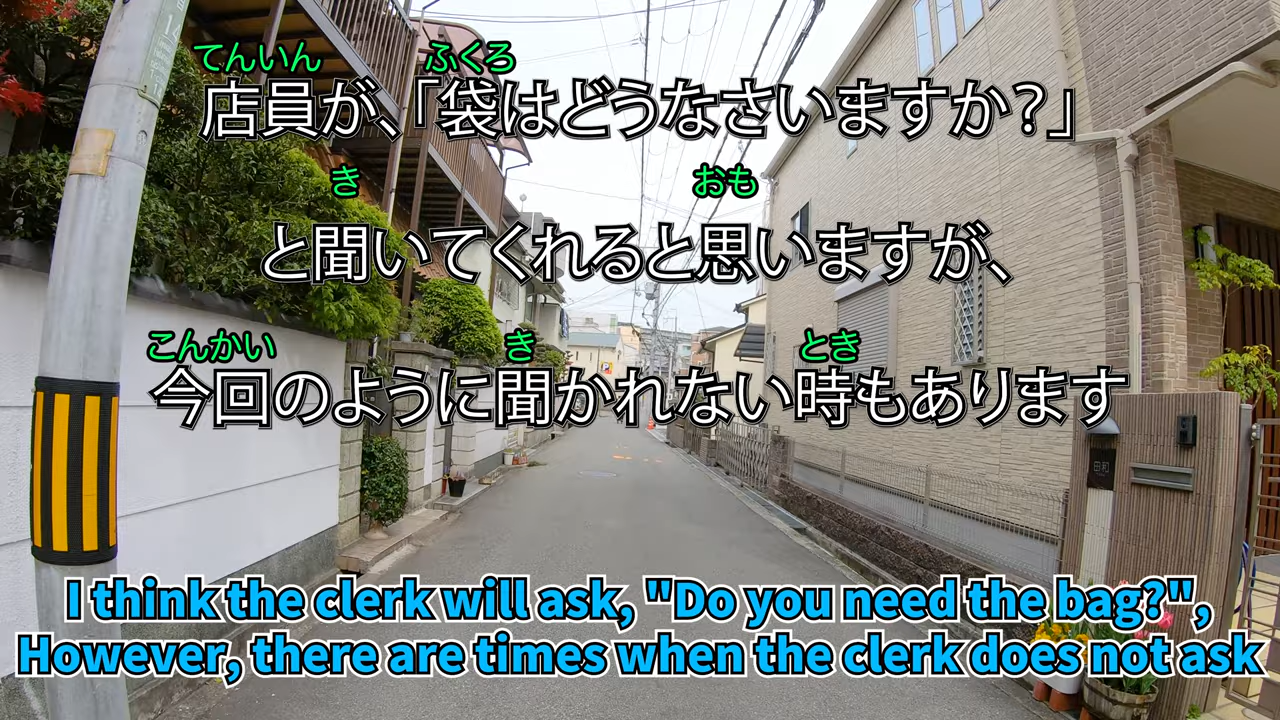 てんいん ふくろ
店員が、「袋はどうなさいますか？」
き おも
と聞いてくれると思いますが、
こんかい き とき
今回のように聞かれない時もあります
I think the clerk will ask, "Do you need the bag?",
However, there are times when the clerk does not ask